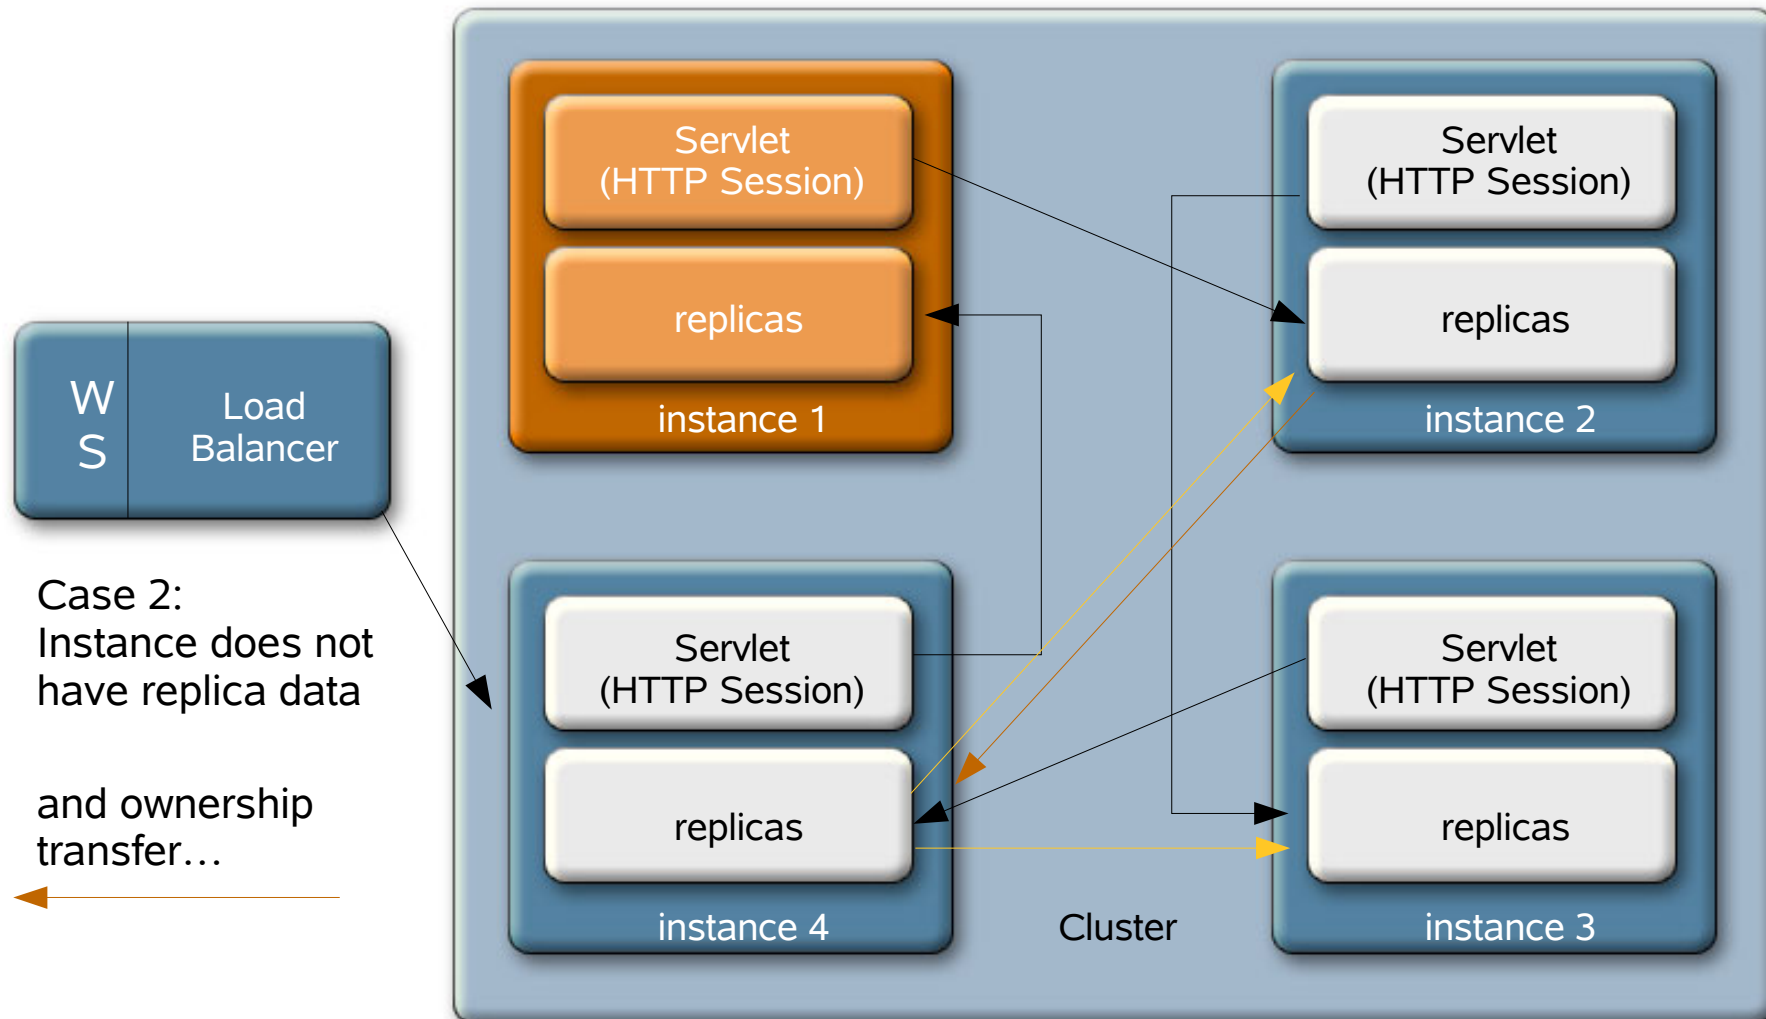 Servlet
(HTTP Session)
replicas
instance 1
Servlet
(HTTP Session)
replicas
instance 2
W
S
Load
Balancer
Case 2:
Instance does not
have replica data
and ownership
transfer...
Servlet
(HTTP Session)
replicas
instance 4
Cluster
Servlet
(HTTP Session)
replicas
instance 3